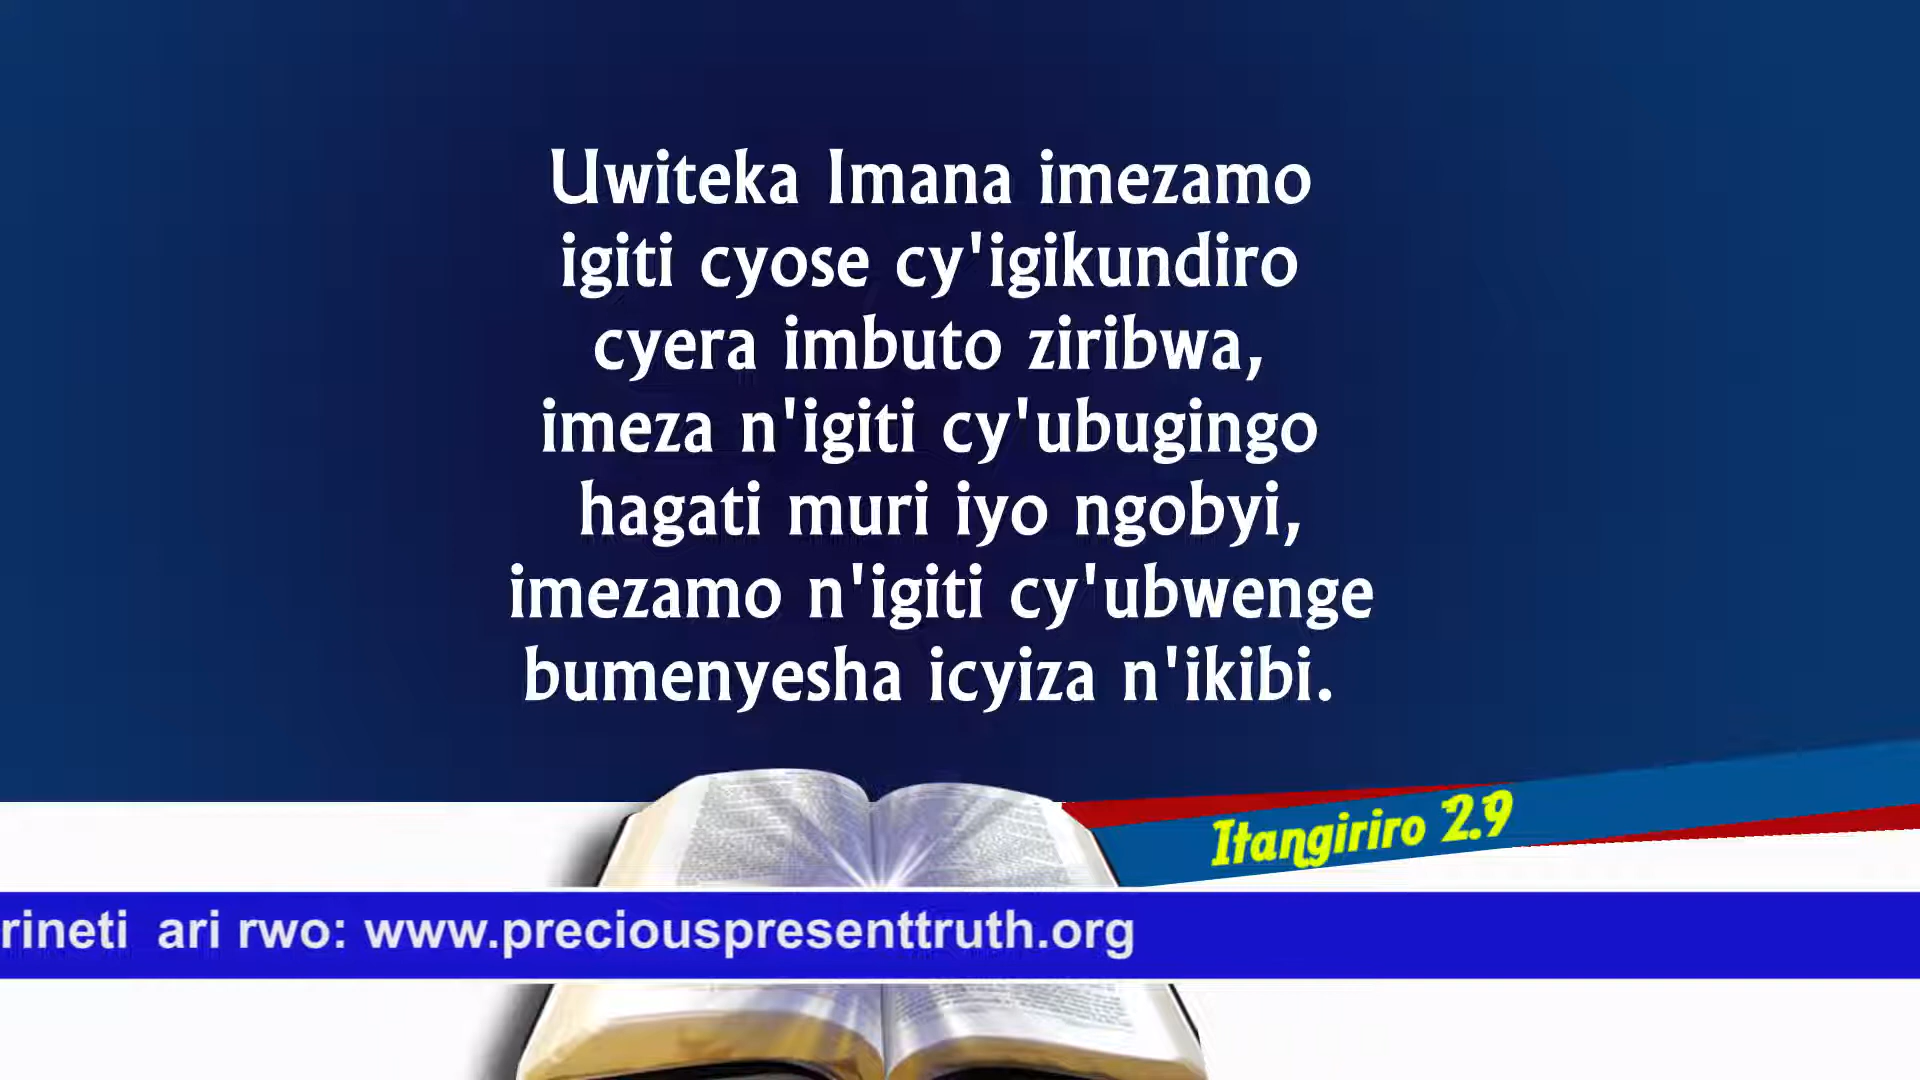 Uwiteka Imana imezamo
igiti cyose cy'igikundiro
cyera imbuto ziribwa,
imeza n'igiti cy'ubugingo
hagati muri iyo ngobyi,
imezamo n'igiti cy'ubwenge
bumenyesha icyiza n'ikibi.
Itangiriro 2.9
rineti ari rwo: www.preciouspresenttruth.org